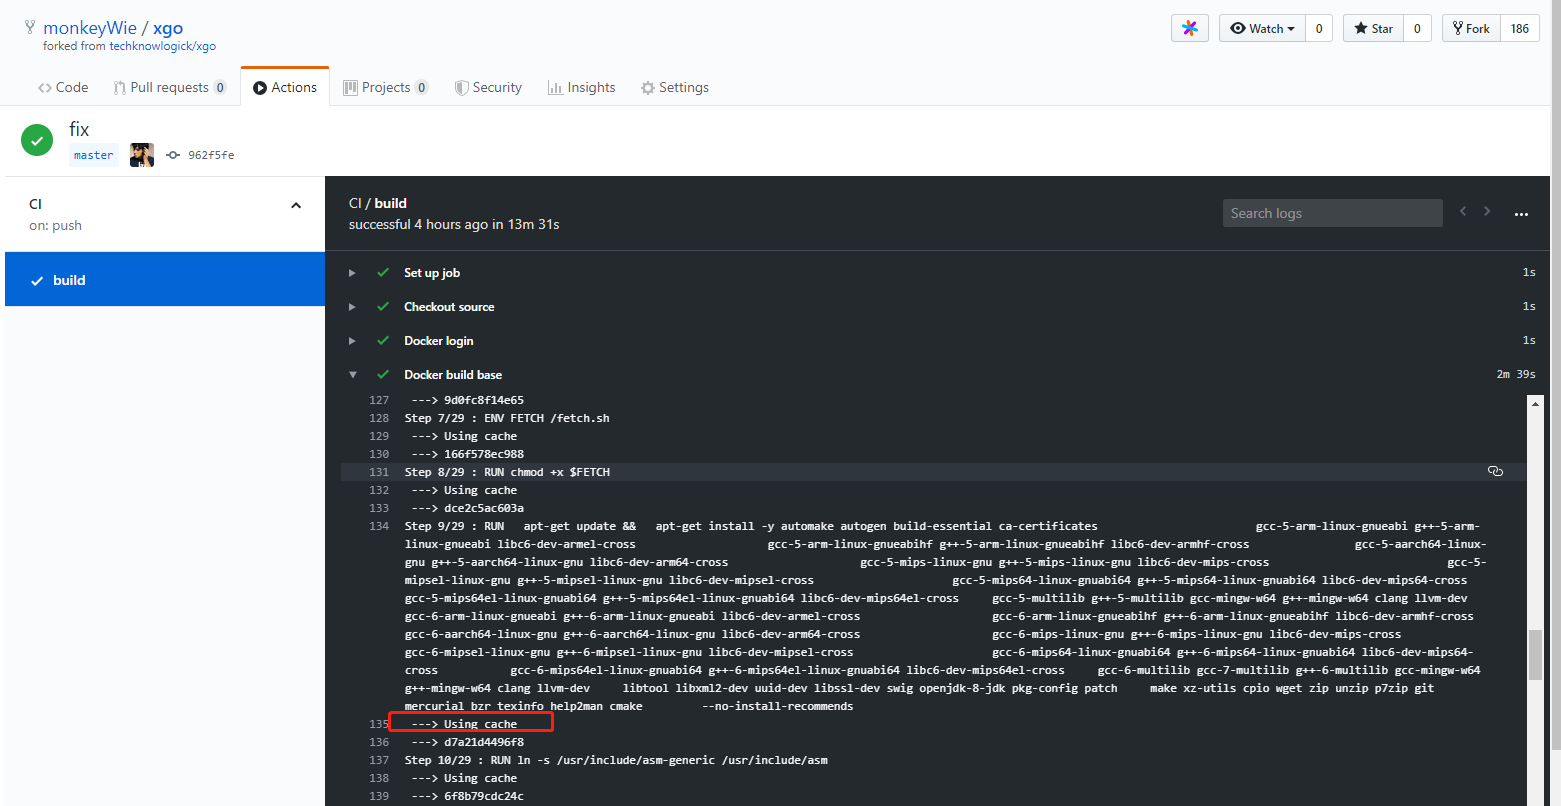 monkeyWie / xgo
forked from techknowlogick/xgo
Watch 0
Star 0
Fork 186
Code
Pull requests 0
Actions
Projects 0
Security
Insights
Settings
fix
master 962f5fe
CI
on: push
build
CI / build
successful 4 hours ago in 13m 31s
Search logs
Set up job 1s
Checkout source 1s
Docker login 1s
Docker build base 2m 39s
127 ---> 9d0fc8f14e65
128 Step 7/29 : ENV FETCH /fetch.sh
129 ---> Using cache
130 ---> 166f578ec988
131 Step 8/29 : RUN chmod +x $FETCH
132 ---> Using cache
133 ---> dce2c5ac603a
134 Step 9/29 : RUN apt-get update && apt-get install -y automake autogen build-essential ca-certificates gcc-5-arm-linux-gnueabi g++-5-arm-
linux-gnueabi libc6-dev-armel-cross gcc-5-arm-linux-gnueabihf g++-5-arm-linux-gnueabihf libc6-dev-armhf-cross gcc-5-aarch64-linux-
gnu g++-5-aarch64-linux-gnu libc6-dev-arm64-cross gcc-5-mips-linux-gnu g++-5-mips-linux-gnu libc6-dev-mips-cross gcc-5-
mipsel-linux-gnu g++-5-mipsel-linux-gnu libc6-dev-mipsel-cross gcc-5-mips64-linux-gnuabi64 g++-5-mips64-linux-gnuabi64 libc6-dev-mips64-cross
gcc-5-mips64el-linux-gnuabi64 g++-5-mips64el-linux-gnuabi64 libc6-dev-mips64el-cross gcc-5-multilib g++-5-multilib gcc-mingw-w64 g++-mingw-w64 clang llvm-dev
gcc-6-arm-linux-gnueabi g++-6-arm-linux-gnueabi libc6-dev-armel-cross gcc-6-arm-linux-gnueabihf g++-6-arm-linux-gnueabihf libc6-dev-armhf-cross
gcc-6-aarch64-linux-gnu g++-6-aarch64-linux-gnu libc6-dev-arm64-cross gcc-6-mips-linux-gnu g++-6-mips-linux-gnu libc6-dev-mips-cross
gcc-6-mipsel-linux-gnu g++-6-mipsel-linux-gnu libc6-dev-mipsel-cross gcc-6-mips64-linux-gnuabi64 g++-6-mips64-linux-gnuabi64 libc6-dev-mips64-
cross gcc-6-mips64el-linux-gnuabi64 g++-6-mips64el-linux-gnuabi64 libc6-dev-mips64el-cross gcc-6-multilib gcc-7-multilib g++-6-multilib gcc-mingw-w64
g++-mingw-w64 clang llvm-dev libtool libxml2-dev uuid-dev libssl-dev swig openjdk-8-jdk pkg-config patch make xz-utils cpio wget zip unzip p7zip git
mercurial bzr texinfo help2man cmake --no-install-recommends
135 ---> Using cache
136 ---> d7a21d4496f8
137 Step 10/29 : RUN ln -s /usr/include/asm-generic /usr/include/asm
138 ---> Using cache
139 ---> 6f8b79cdc24c